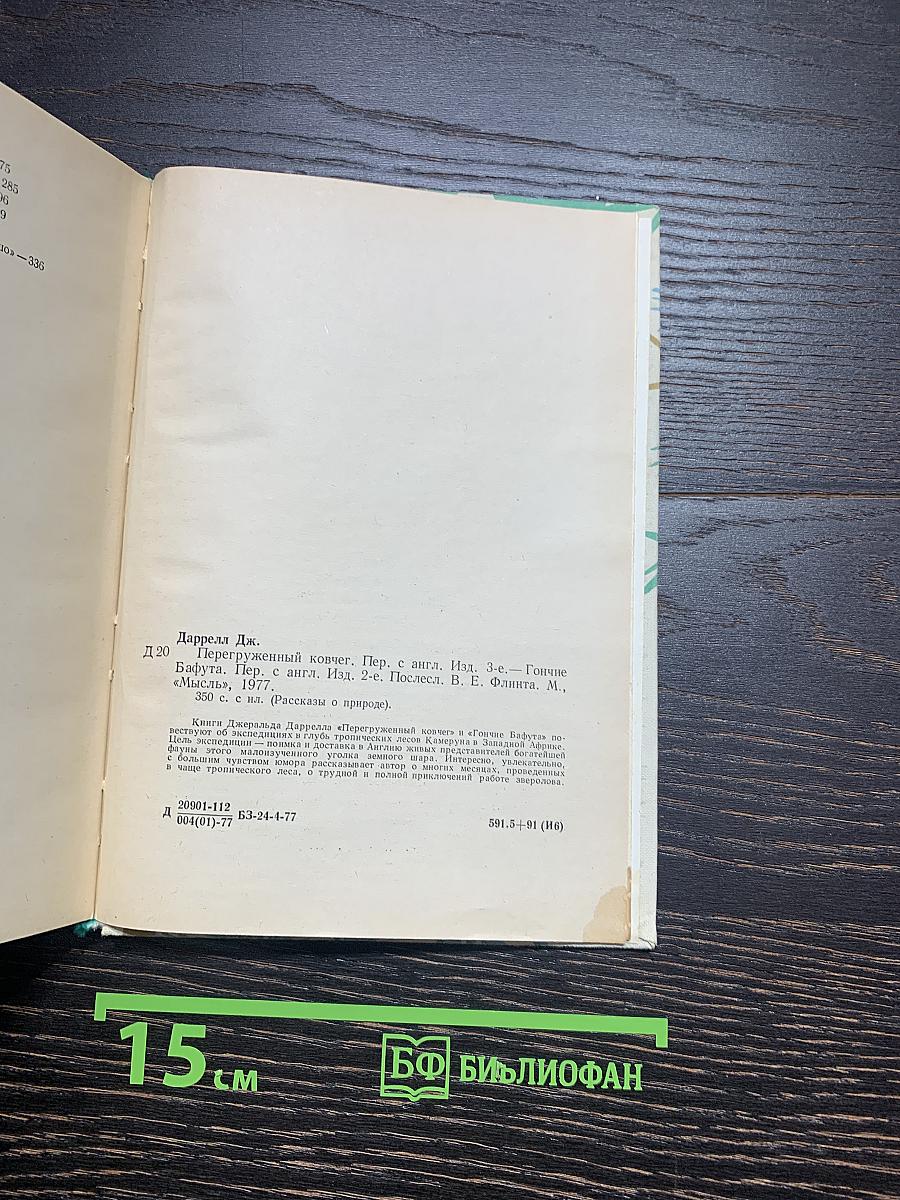 75
285
96
9
ио» — 336
Даррелл Дж.
Д 20 Перегруженный ковчег. Пер. с англ. Изд. 3-е. — Гончие
Бафута. Пер. с англ. Изд. 2-е. Послесл. В. Е. Флинта. М.,
«Мысль», 1977.
350 с. с ил. (Рассказы о природе).
Книги Джеральда Даррелла «Перегруженный ковчег» и «Гончие Бафута» по-
вествуют об экспедициях в глубь тропических лесов Камеруна в Западной Африке.
Цель экспедиции — поимка и доставка в Англию живых представителей богатейшей
фауны этого малоизученного уголка земного шара. Интересно, увлекательно,
с большим чувством юмора рассказывает автор о многих месяцах, проведенных
в чаще тропического леса, о трудной и полной приключений работе зверолова.
Д 20901-112
004(01)-77 БЗ-24-4-77
591.5+91 (И6)
15 см
БФ БИБЛИОФАН